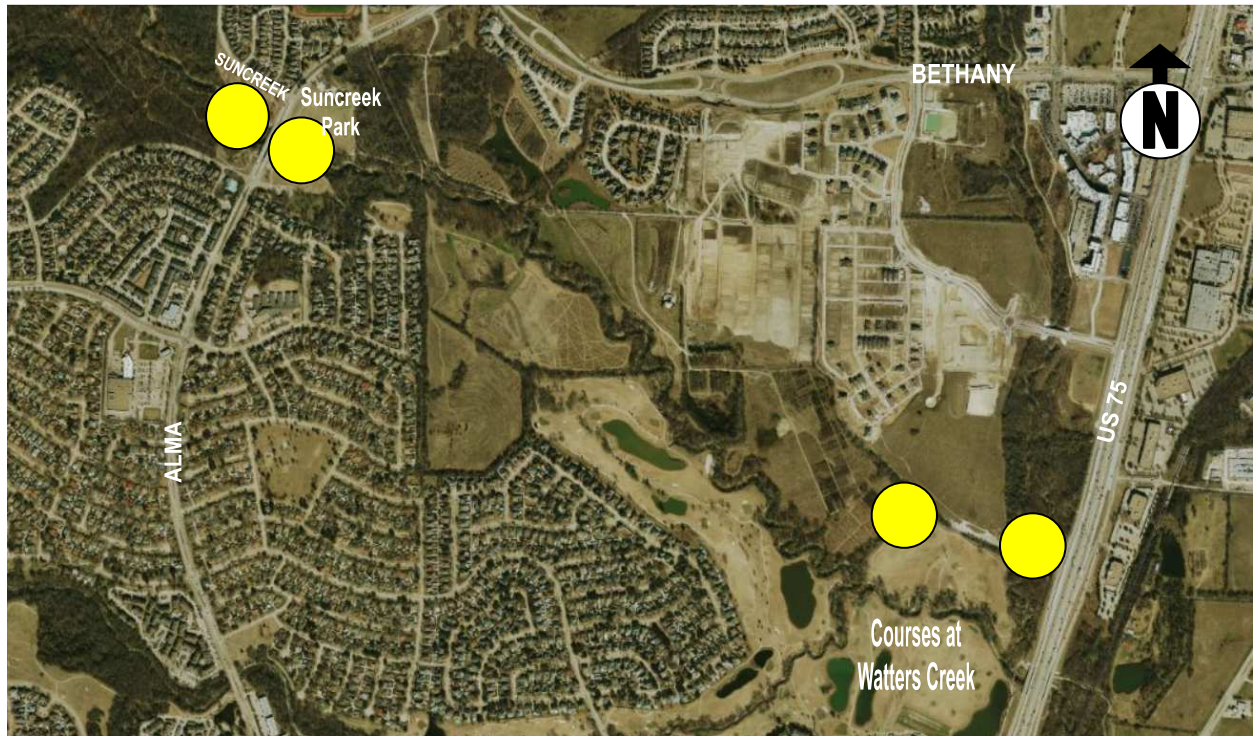 SUNCREEK
Suncreek
Park
BETHANY
N
ALMA
US 75
Courses at
Watters Creek